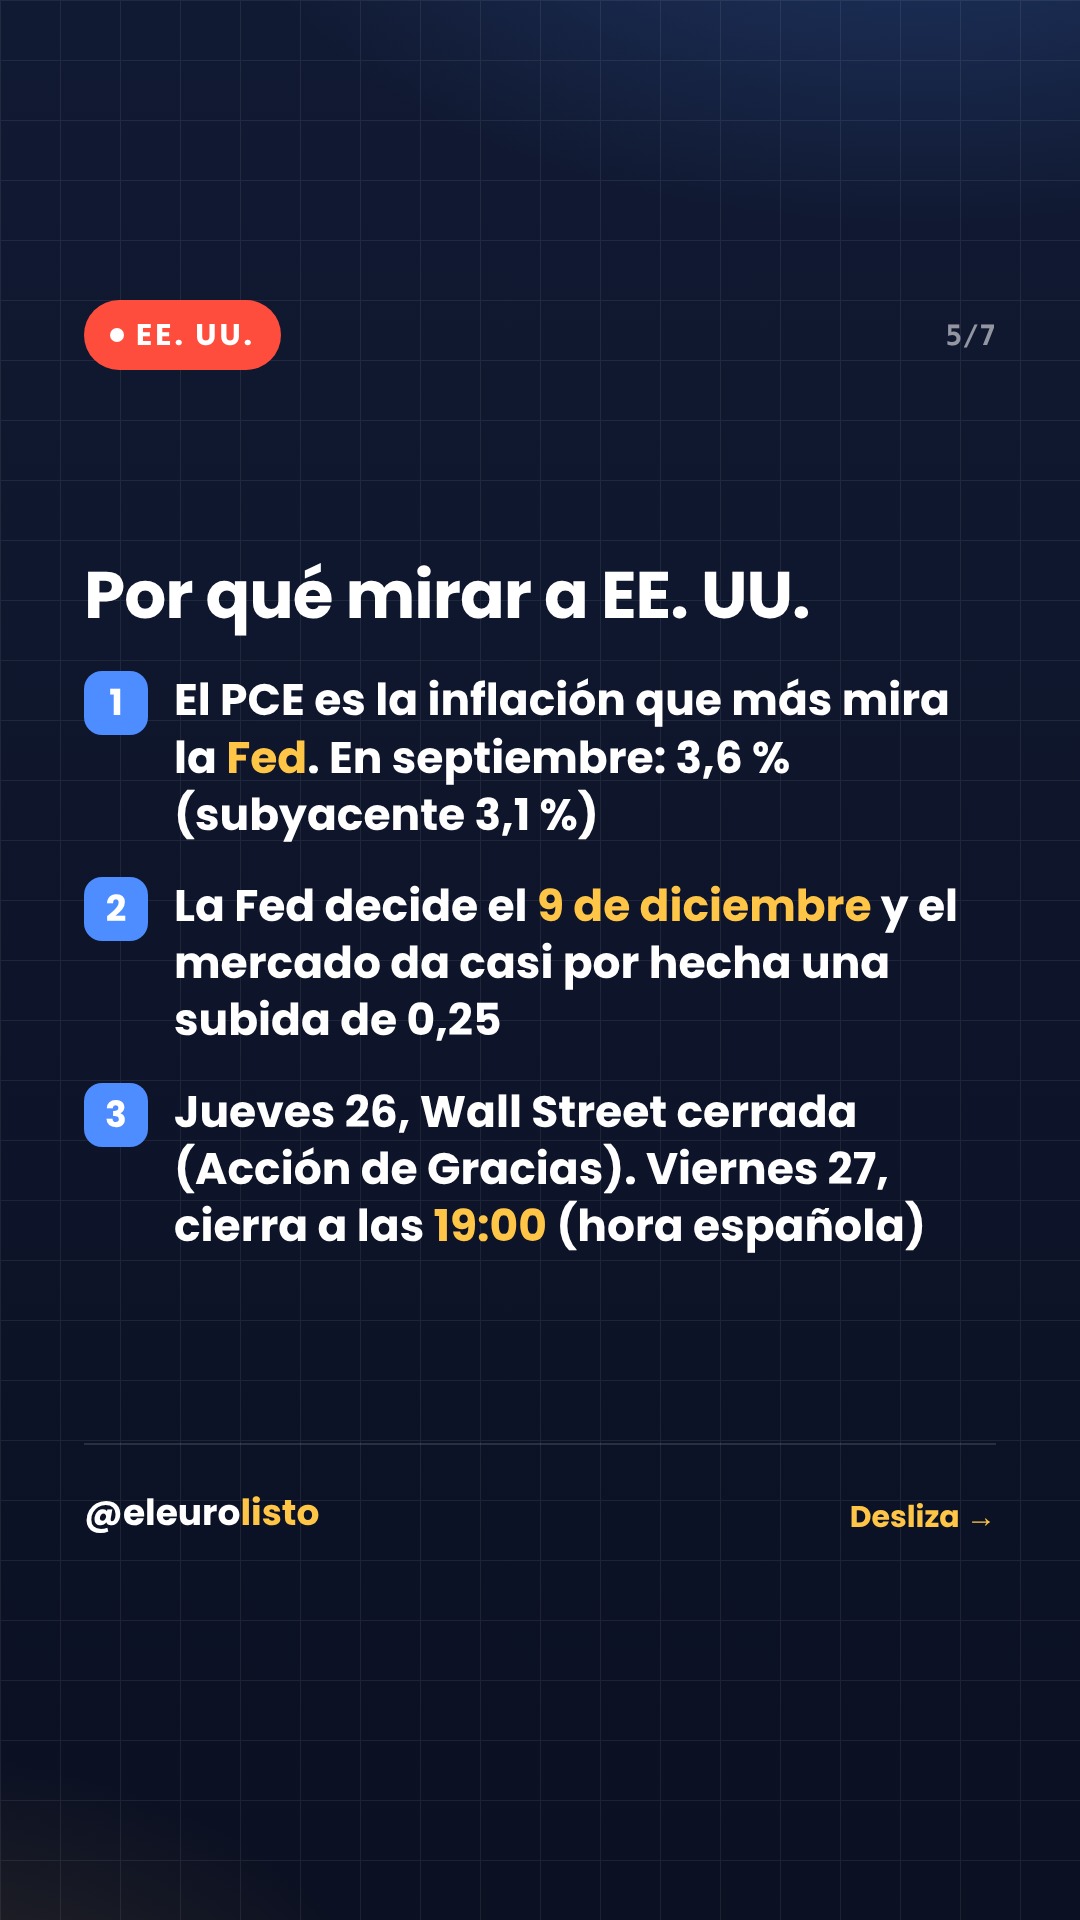 EE. UU.
5/7
Por qué mirar a EE. UU.
1
El PCE es la inflación que más mira
la Fed. En septiembre: 3,6 %
(subyacente 3,1 %)
2
La Fed decide el 9 de diciembre y el
mercado da casi por hecha una
subida de 0,25
3
Jueves 26, Wall Street cerrada
(Acción de Gracias). Viernes 27,
cierra a las 19:00 (hora española)
@eleurolisto
Desliza →